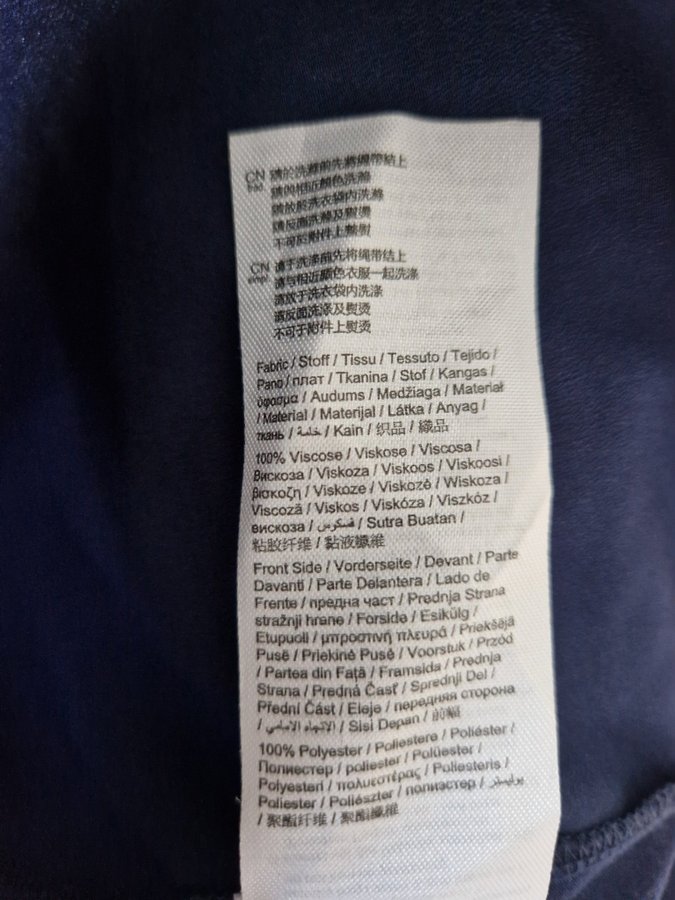 CN 請於洗滌前先將繩帶結上
trad. 請與相近顏色洗滌
請放於洗衣袋內洗滌
請反面洗滌及熨燙
不可於附件上熨燙
CN 请于洗涤前先将绳带结上
simpl. 请与相近颜色衣服一起洗涤
请放于洗衣袋内洗涤
请反面洗涤及熨烫
不可于附件上熨烫
Fabric / Stoff / Tissu / Tessuto / Tejido /
Pano / плат / Tkanina / Stof / Kangas /
ύφασμα / Audums / Medžiaga / Materiał
/ Material / Materijal / Látka / Anyag /
ткань / خامة / Kain / 织品 / 織品
100% Viscose / Viskose / Viscosa /
Вискоза / Viskoza / Viskoos / Viskoosi /
βισκοζη / Viskoze / Viskozė / Wiskoza /
Viscoză / Viskos / Viskóza / Viszkóz /
вискоза / فسكوس / Sutra Buatan /
粘胶纤维 / 黏液纖維
Front Side / Vorderseite / Devant / Parte
Davanti / Parte Delantera / Lado de
Frente / предна част / Prednja Strana
stražnji hrane / Forside / Esikülg /
Etupuoli / μπροστινή πλευρά / Priekšējā
Pusē / Priekinė Pusė / Voorstuk / Przód
/ Partea din Faţă / Framsida / Prednja
Strana / Predná Časť / Sprednji Del /
Přední Část / Eleje / передняя сторона
/ الاتجاه الامامي / Sisi Depan / 前幅
100% Polyester / Poliestere / Poliéster /
Полиестер / poliester / Polüester /
Polyesteri / πολυεστέρας / Poliesteris /
Poliester / Poliészter / полиэстер / بوليستر
/ 聚酯纤维 / 聚酯纖維